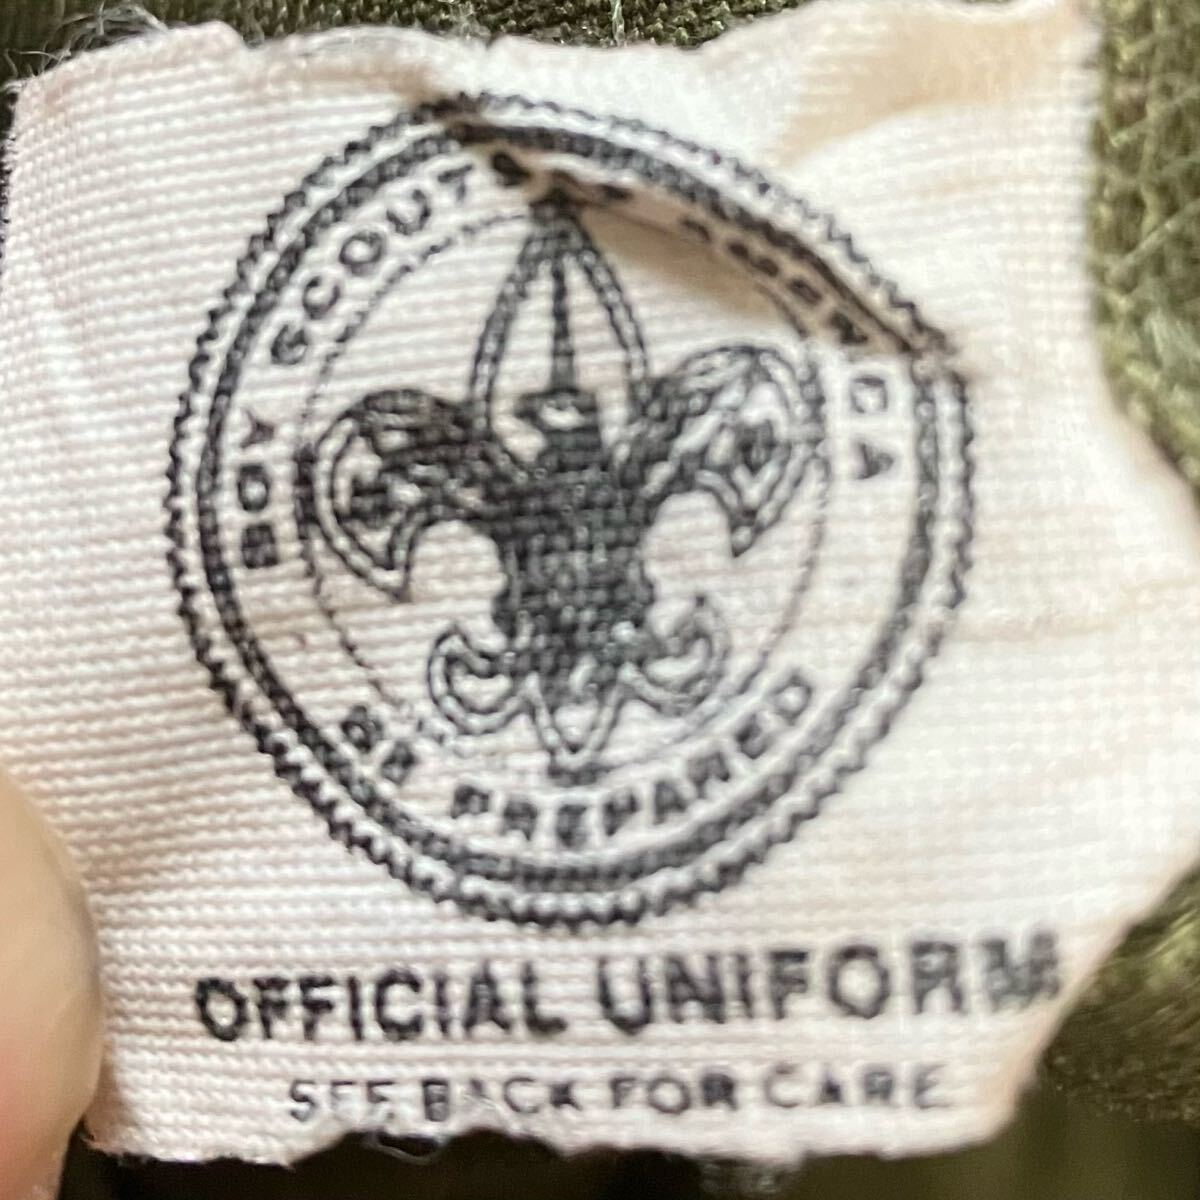 BOY SCOUTS OF AMERICA
BE PREPARED
OFFICIAL UNIFORM
SEE BACK FOR CARE